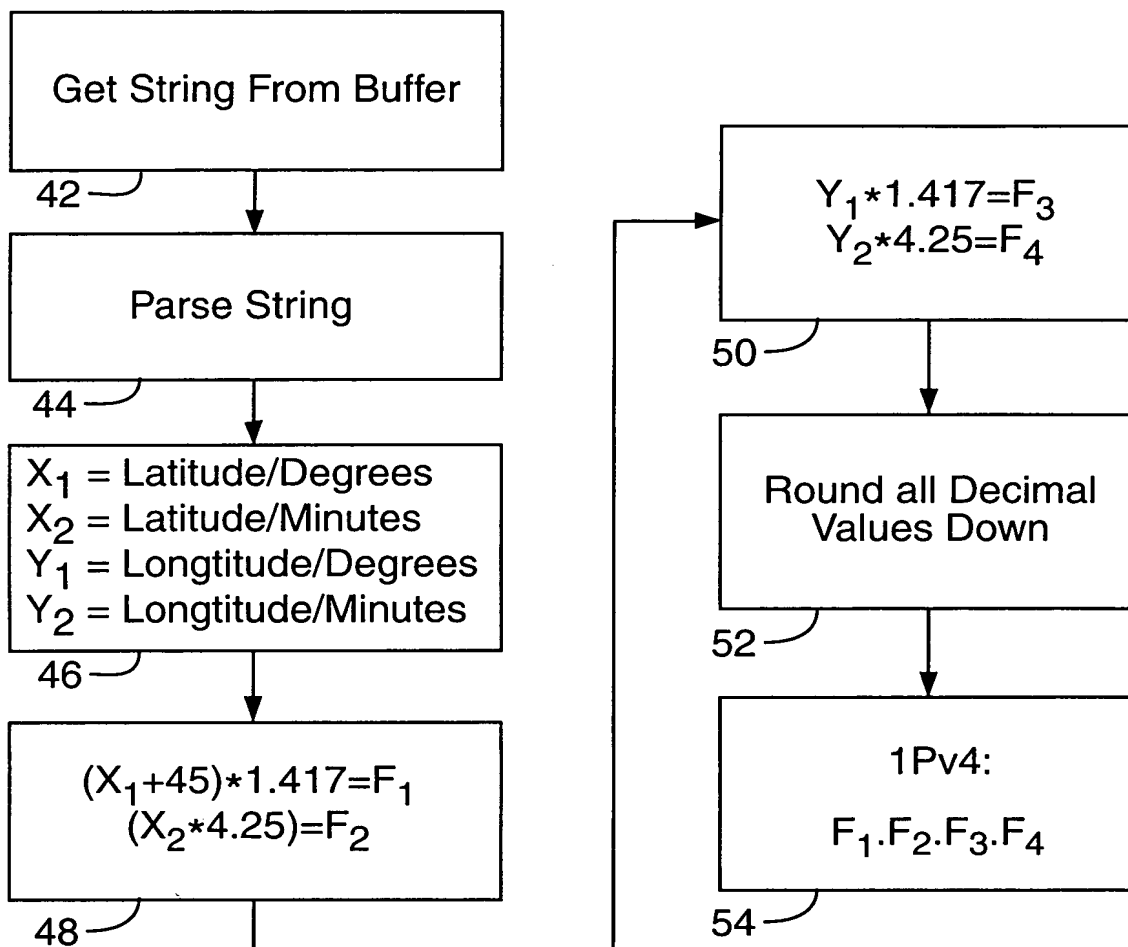 Get String From Buffer
42
Parse String
44
X₁ = Latitude/Degrees
X₂ = Latitude/Minutes
Y₁ = Longtitude/Degrees
Y₂ = Longtitude/Minutes
46
(X₁+45)*1.417=F₁
(X₂*4.25)=F₂
48
Y₁*1.417=F₃
Y₂*4.25=F₄
50
Round all Decimal
Values Down
52
1Pv4:
F₁.F₂.F₃.F₄
54